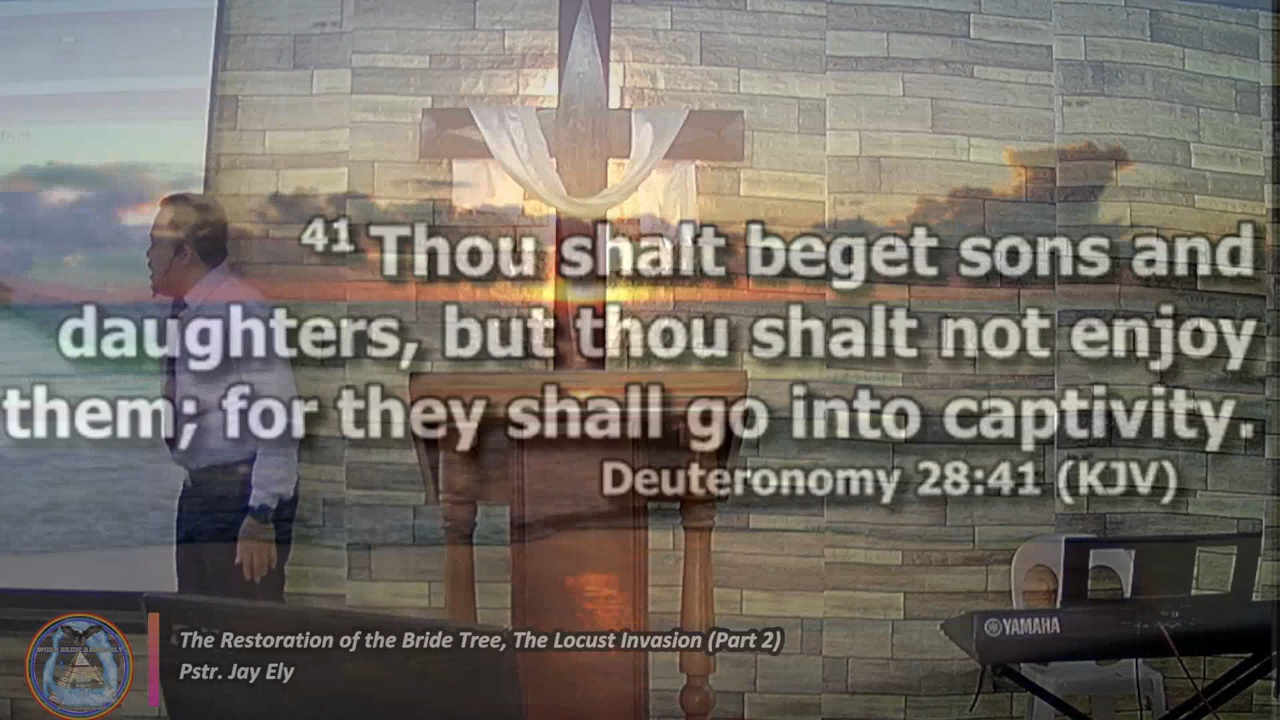 41 Thou shalt beget sons and
daughters, but thou shalt not enjoy
them; for they shall go into captivity.
Deuteronomy 28:41 (KJV)
YAMAHA
The Restoration of the Bride Tree, The Locust Invasion (Part 2)
Pstr. Jay Ely